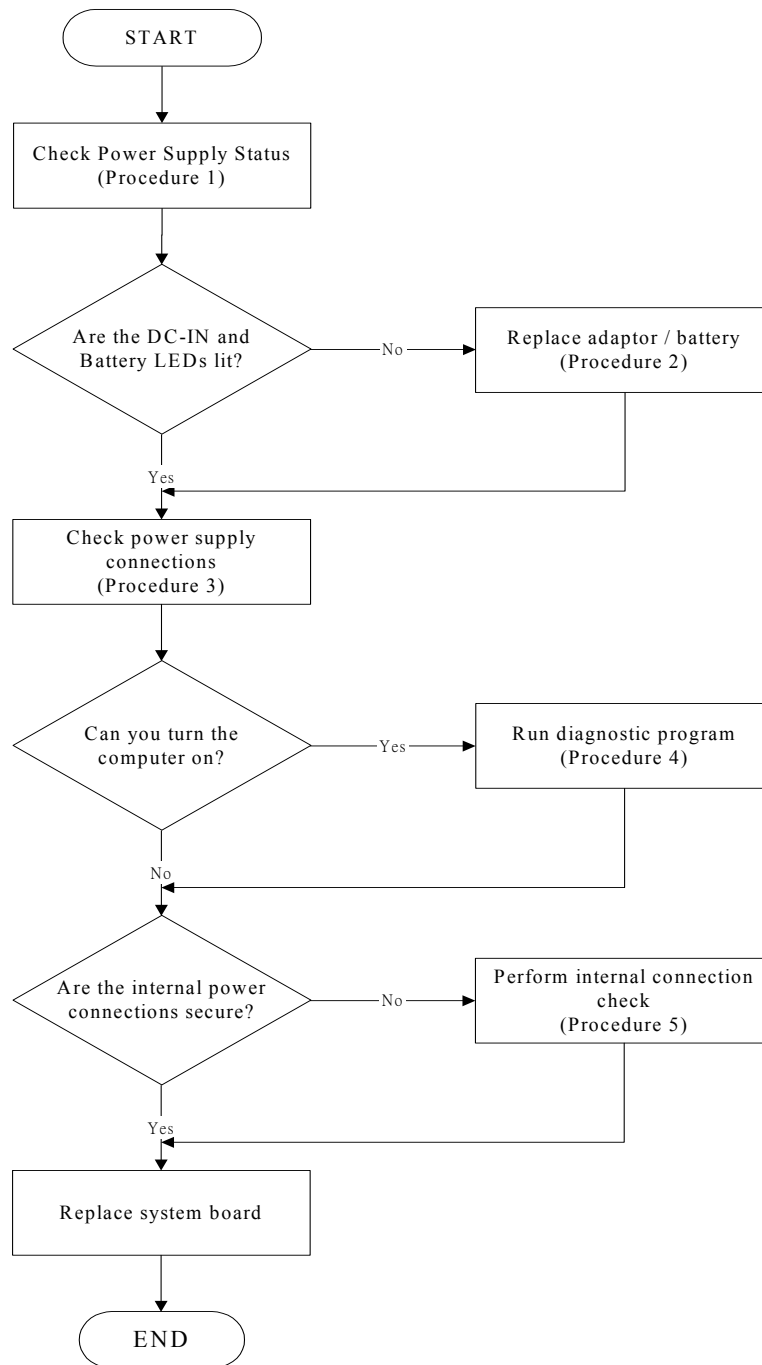 START
Check Power Supply Status
(Procedure 1)
Are the DC-IN and
Battery LEDs lit?
No
Replace adaptor / battery
(Procedure 2)
Yes
Check power supply
connections
(Procedure 3)
Can you turn the
computer on?
Yes
Run diagnostic program
(Procedure 4)
No
Are the internal power
connections secure?
No
Perform internal connection
check
(Procedure 5)
Yes
Replace system board
END